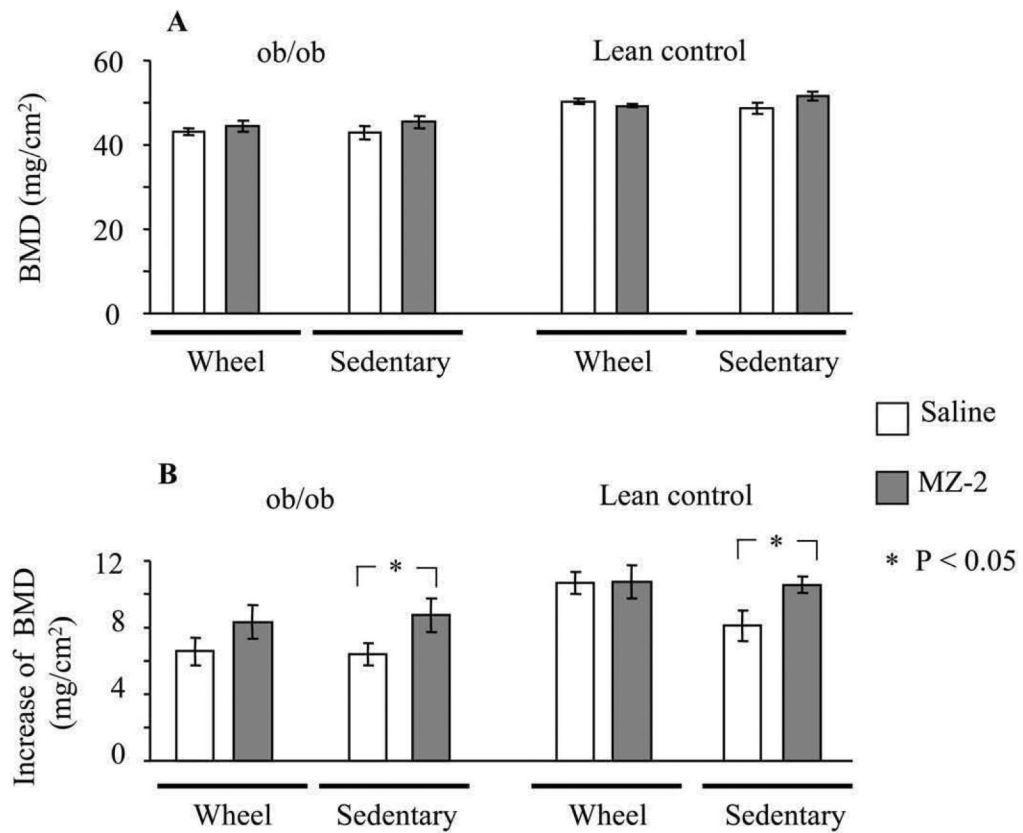 A
ob/ob
Lean control
BMD (mg/cm²)
60
40
20
0
Wheel
Sedentary
Wheel
Sedentary
Saline
MZ-2
* P < 0.05
B
ob/ob
Lean control
Increase of BMD
(mg/cm²)
12
8
4
0
*
*
Wheel
Sedentary
Wheel
Sedentary